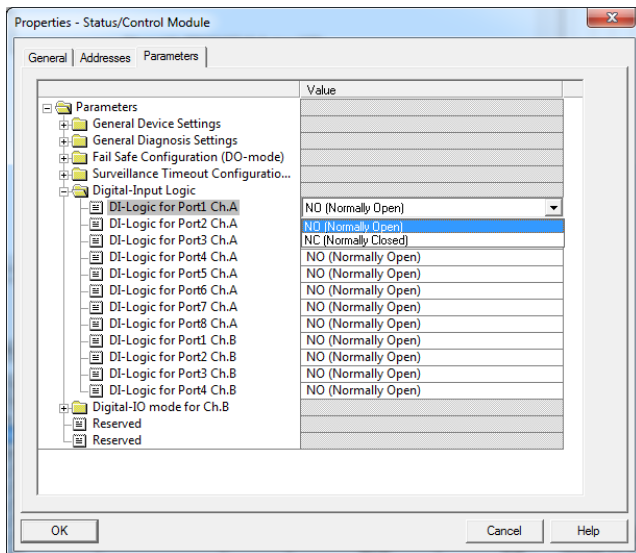 Properties - Status/Control Module
X
General Addresses Parameters
Value
Parameters
General Device Settings
General Diagnosis Settings
Fail Safe Configuration (DO-mode)
Surveillance Timeout Configuratio...
Digital-Input Logic
DI-Logic for Port1 Ch.A NO (Normally Open)
DI-Logic for Port2 Ch.A NO (Normally Open)
DI-Logic for Port3 Ch.A NC (Normally Closed)
DI-Logic for Port4 Ch.A NO (Normally Open)
DI-Logic for Port5 Ch.A NO (Normally Open)
DI-Logic for Port6 Ch.A NO (Normally Open)
DI-Logic for Port7 Ch.A NO (Normally Open)
DI-Logic for Port8 Ch.A NO (Normally Open)
DI-Logic for Port1 Ch.B NO (Normally Open)
DI-Logic for Port2 Ch.B NO (Normally Open)
DI-Logic for Port3 Ch.B NO (Normally Open)
DI-Logic for Port4 Ch.B NO (Normally Open)
Digital-IO mode for Ch.B
Reserved
Reserved
OK Cancel Help